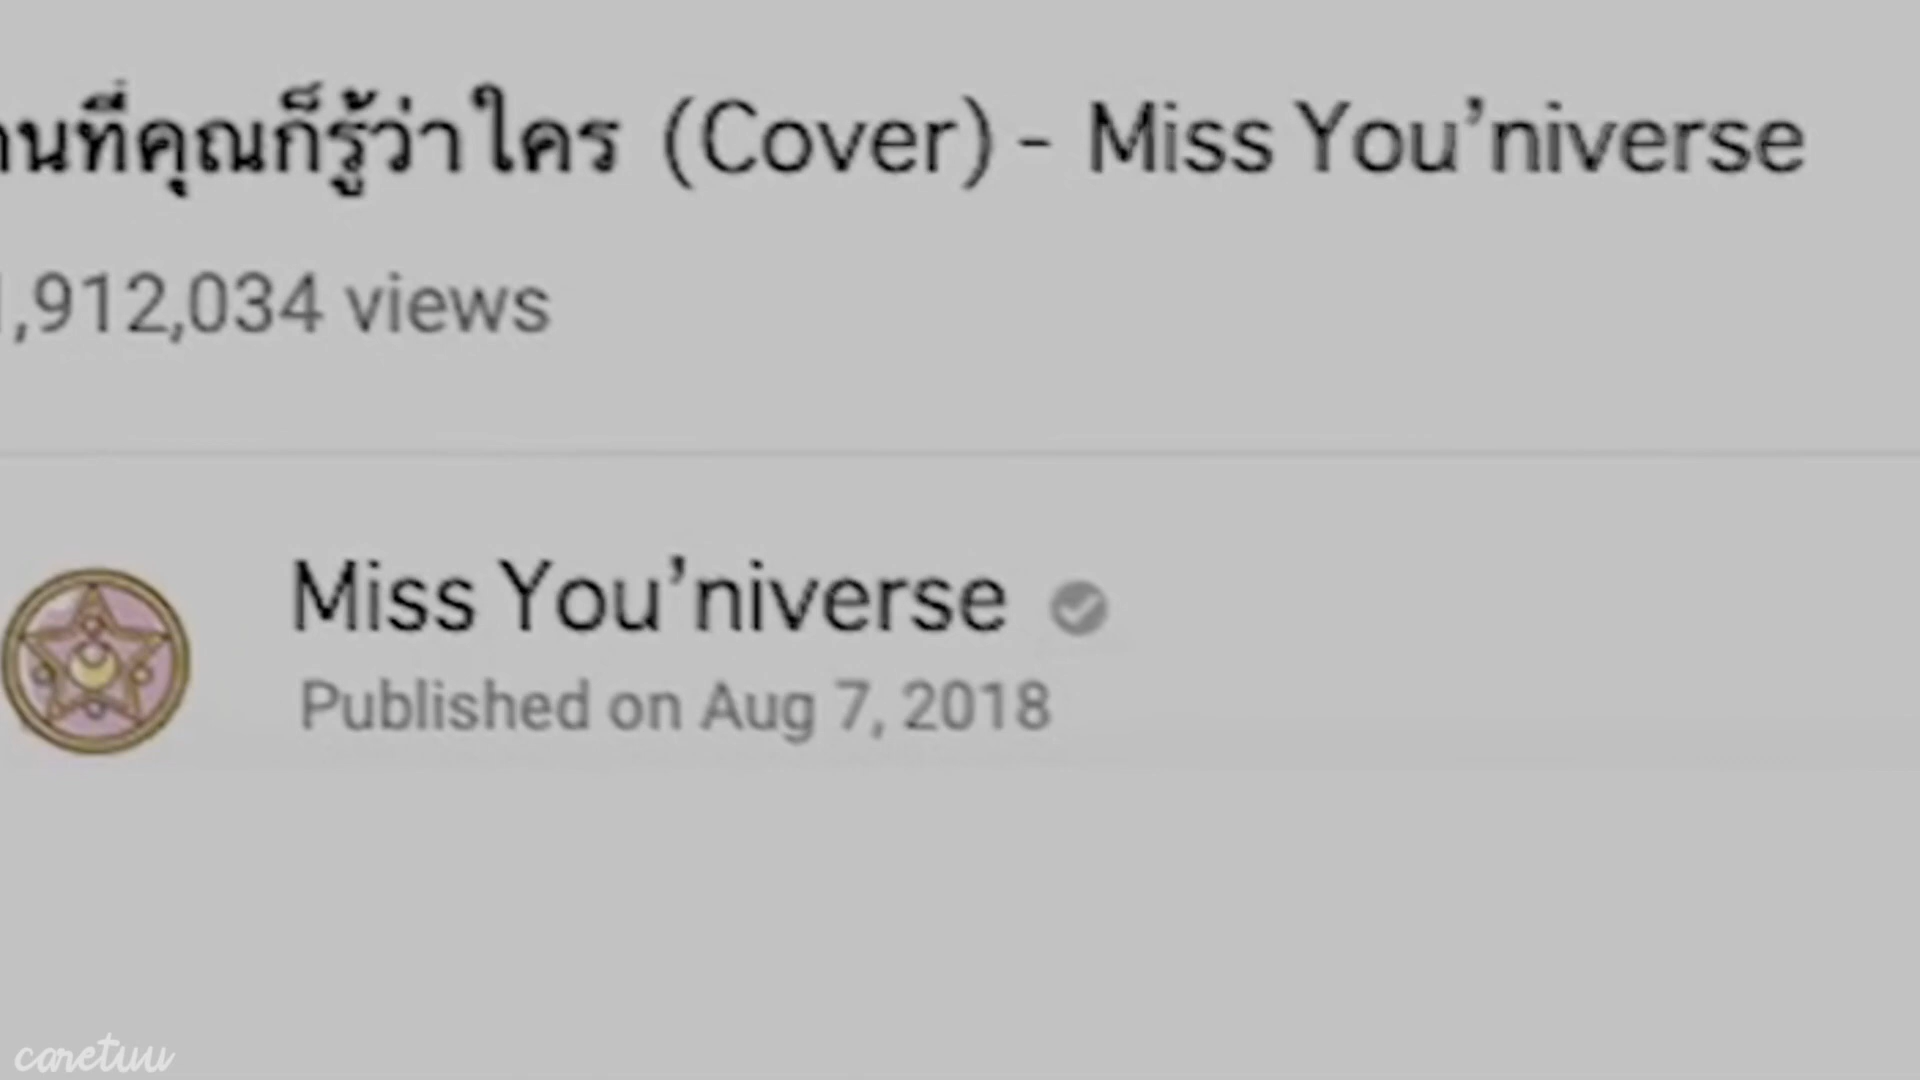 านที่คุณก็รู้ว่าใคร (Cover) - Miss You’niverse
,912,034 views
Miss You’niverse
Published on Aug 7, 2018
caretuu